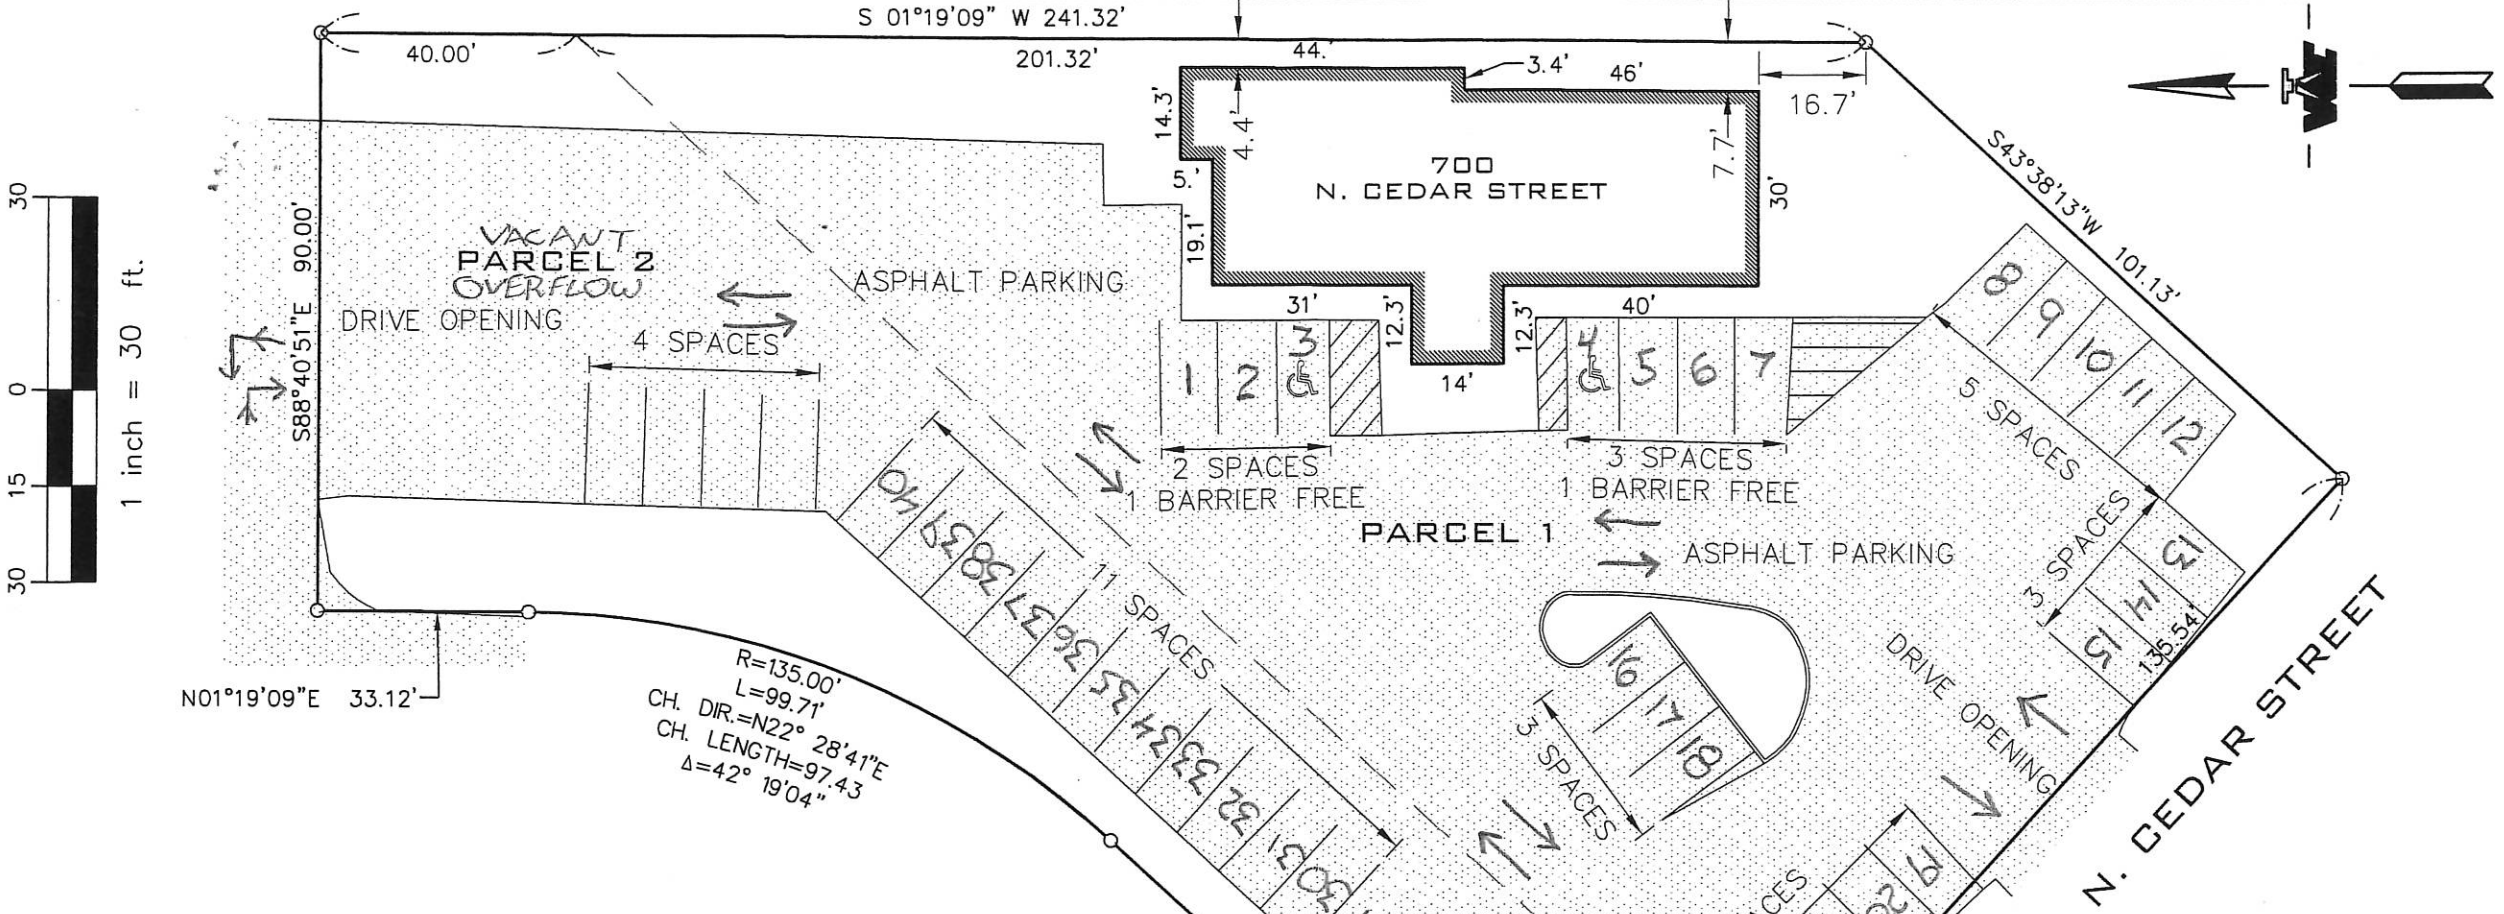 S 01°19'09" W 241.32'
40.00'
201.32'
44.'
3.4'
46'
16.7'
14.3'
4.4'
7.7'
5.'
19.1'
30'
700
N. CEDAR STREET
S43°38'13"W 101.13'
30
0
15
30
1 inch = 30 ft.
S88°40'51"E 90.00'
VACANT
PARCEL 2
OVERFLOW
DRIVE OPENING
ASPHALT PARKING
4 SPACES
31'
12.3'
14'
12.3'
40'
1
2
3
4
5
6
7
2 SPACES
1 BARRIER FREE
3 SPACES
1 BARRIER FREE
8
9
10
11
12
5 SPACES
3 SPACES
13
14
15
135.54'
PARCEL 1
ASPHALT PARKING
DRIVE OPENING
N. CEDAR STREET
16
17
18
3 SPACES
11 SPACES
40
39
38
37
36
35
34
33
32
31
30
19
20
N01°19'09"E 33.12'
R=135.00'
L=99.71'
CH. DIR.=N22° 28'41"E
CH. LENGTH=97.43
Δ=42° 19'04"